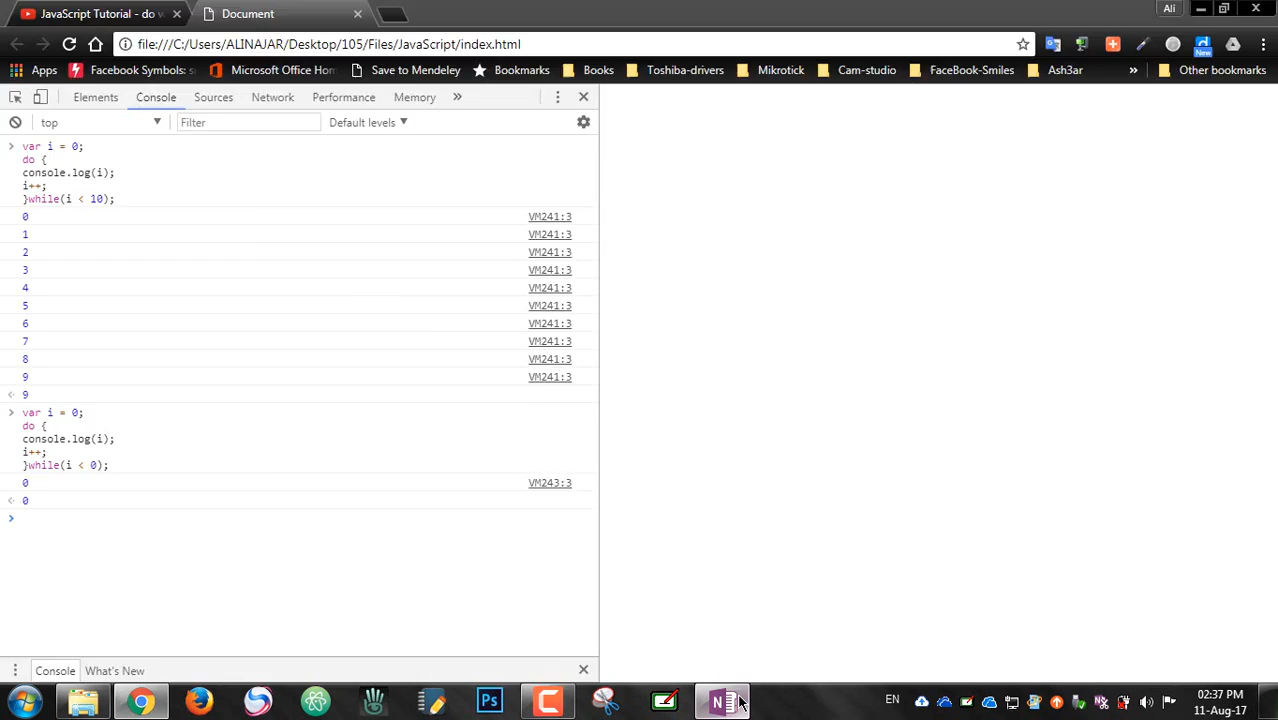 JavaScript Tutorial - do w
Document
Ali
file:///C:/Users/ALINAJAR/Desktop/105/Files/JavaScript/index.html
New
Apps
Facebook Symbols: s
Microsoft Office Hom
Save to Mendeley
Bookmarks
Books
Toshiba-drivers
Mikrotick
Cam-studio
FaceBook-Smiles
Ash3ar
»
Other bookmarks
Elements
Console
Sources
Network
Performance
Memory
»
top
Filter
Default levels
var i = 0;
do {
console.log(i);
i++;
}while(i < 10);
0 VM241:3
1 VM241:3
2 VM241:3
3 VM241:3
4 VM241:3
5 VM241:3
6 VM241:3
7 VM241:3
8 VM241:3
9 VM241:3
9
var i = 0;
do {
console.log(i);
i++;
}while(i < 0);
0 VM243:3
0
Console
What's New
Ps
N
EN
02:37 PM
11-Aug-17